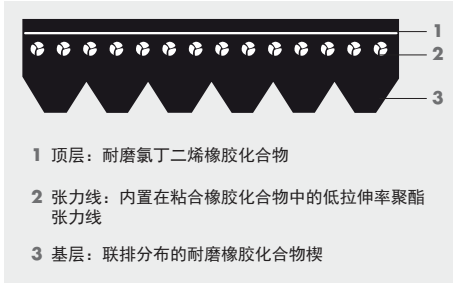 1
2
3
1 顶层：耐磨氯丁二烯橡胶化合物
2 张力线：内置在粘合橡胶化合物中的低拉伸率聚酯
张力线
3 基层：联排分布的耐磨橡胶化合物楔